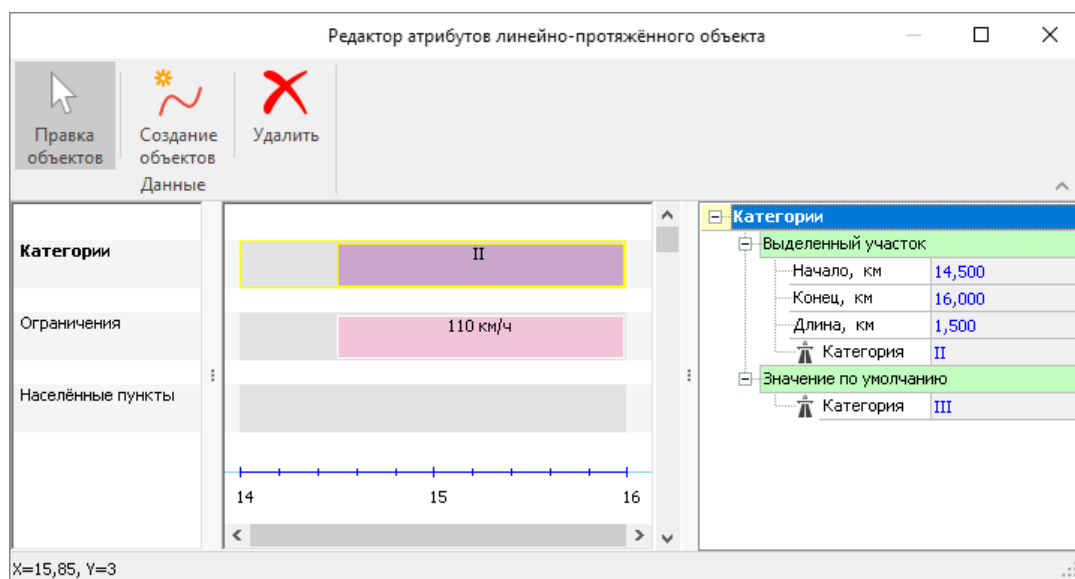 Редактор атрибутов линейно-протяжённого объекта
Правка
объектов
Создание
объектов
Удалить
Данные
Категории
Ограничения
Населённые пункты
II
110 км/ч
14
15
16
Категории
Выделенный участок
Начало, км 14,500
Конец, км 16,000
Длина, км 1,500
Категория II
Значение по умолчанию
Категория III
X=15,85, Y=3